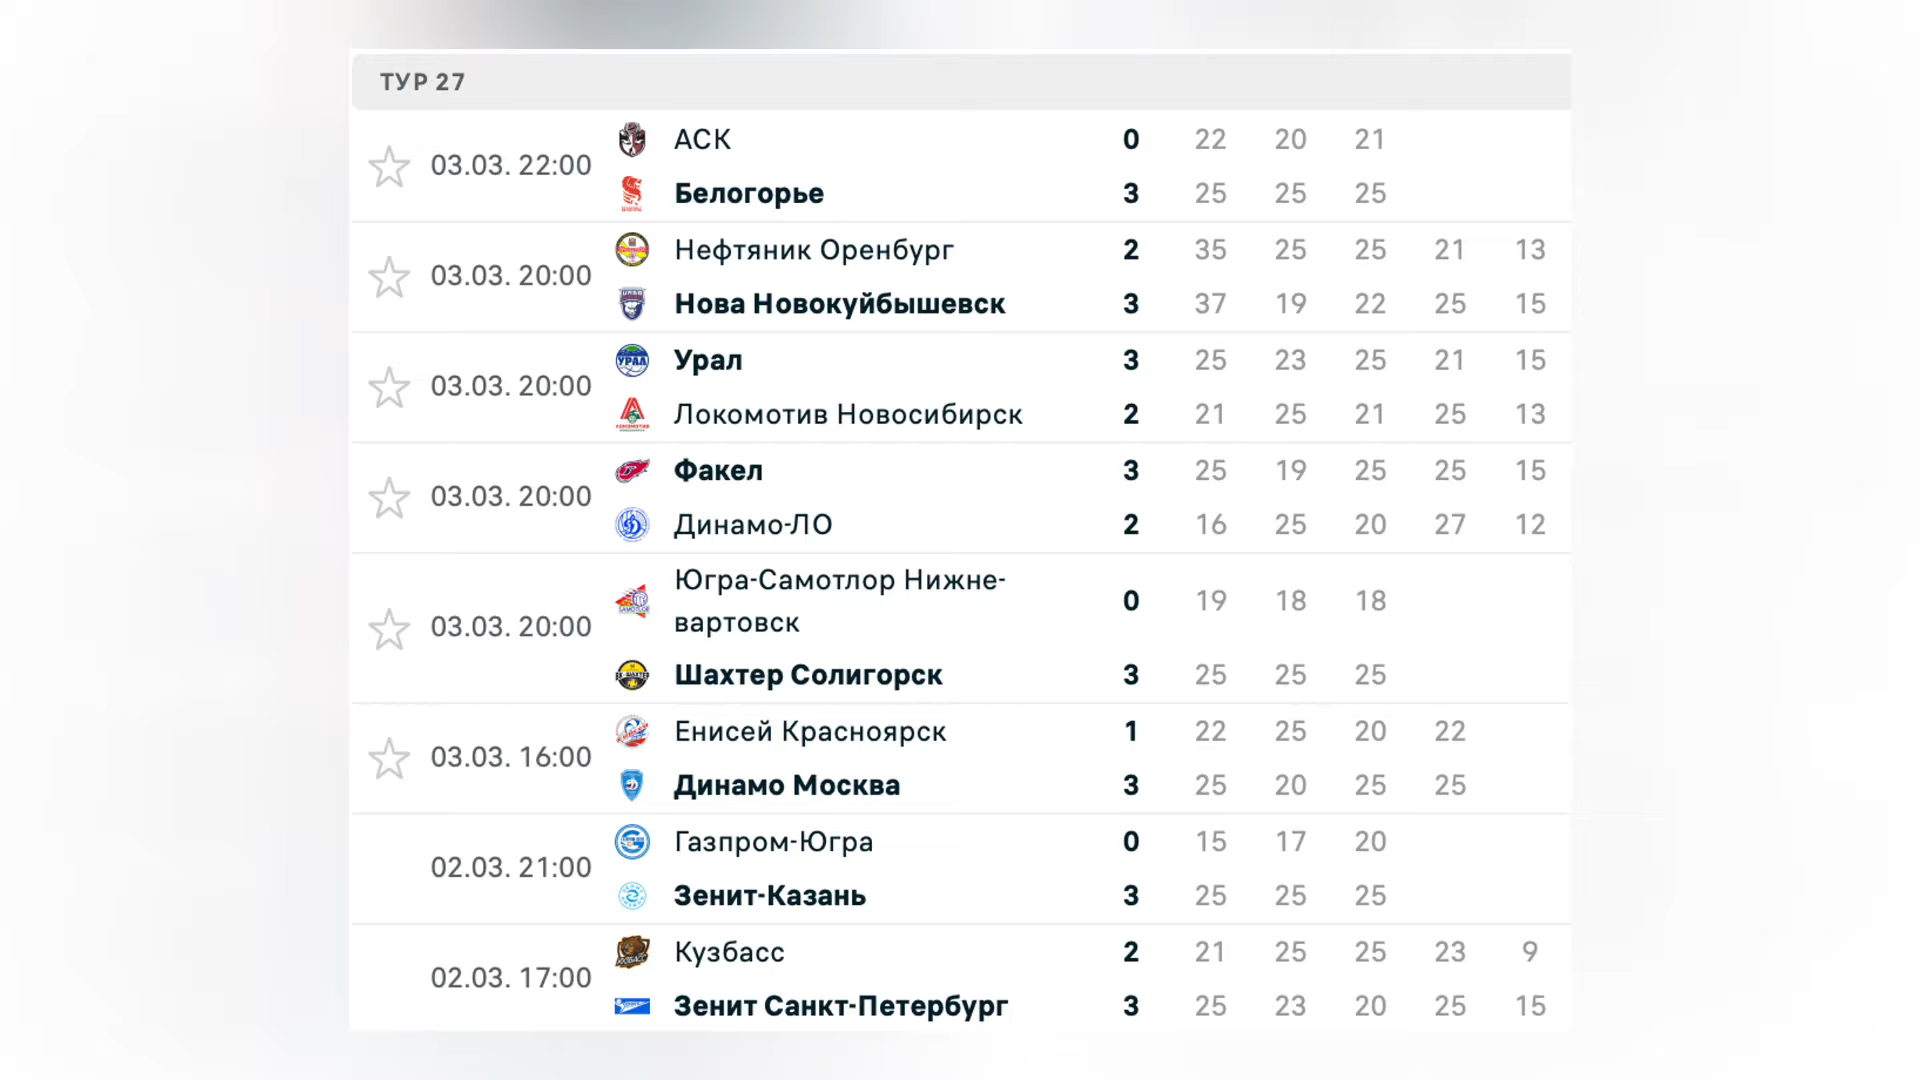 ТУР 27
03.03. 22:00
АСК 0 22 20 21
Белогорье 3 25 25 25
03.03. 20:00
Нефтяник Оренбург 2 35 25 25 21 13
Нова Новокуйбышевск 3 37 19 22 25 15
03.03. 20:00
Урал 3 25 23 25 21 15
Локомотив Новосибирск 2 21 25 21 25 13
03.03. 20:00
Факел 3 25 19 25 25 15
Динамо-ЛО 2 16 25 20 27 12
03.03. 20:00
Югра-Самотлор Нижне-
вартовск 0 19 18 18
Шахтер Солигорск 3 25 25 25
03.03. 16:00
Енисей Красноярск 1 22 25 20 22
Динамо Москва 3 25 20 25 25
02.03. 21:00
Газпром-Югра 0 15 17 20
Зенит-Казань 3 25 25 25
02.03. 17:00
Кузбасс 2 21 25 25 23 9
Зенит Санкт-Петербург 3 25 23 20 25 15